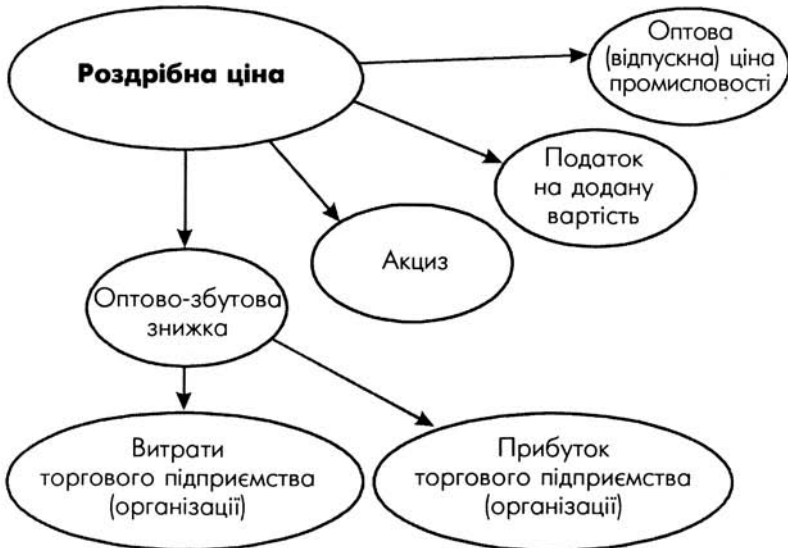 Роздрібна ціна
Оптова
(відпускна) ціна
промисловості
Податок
на додану
вартість
Акциз
Оптово-збутова
знижка
Витрати
торгового підприємства
(організації)
Прибуток
торгового підприємства
(організації)